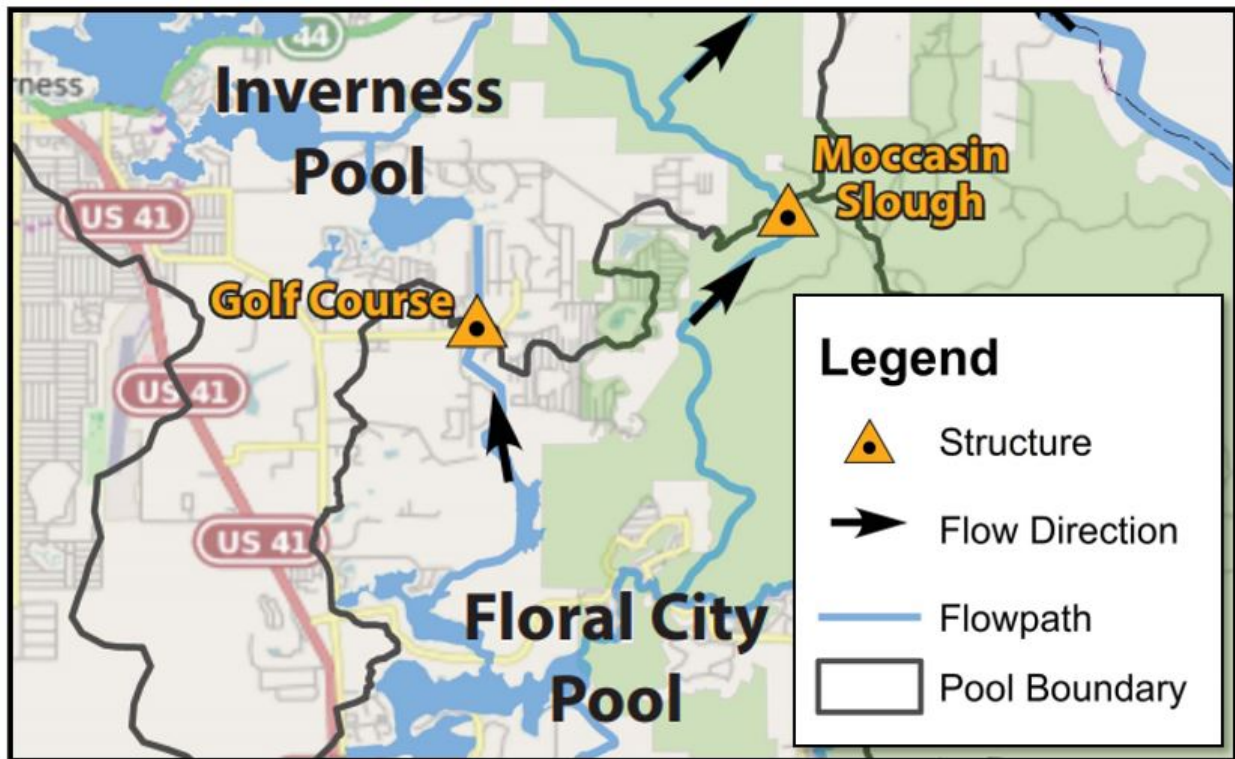 44
Inverness
Pool
ness
Moccasin
Slough
US 41
Golf Course
US 41
US 41
Floral City
Pool
Legend
Structure
Flow Direction
Flowpath
Pool Boundary